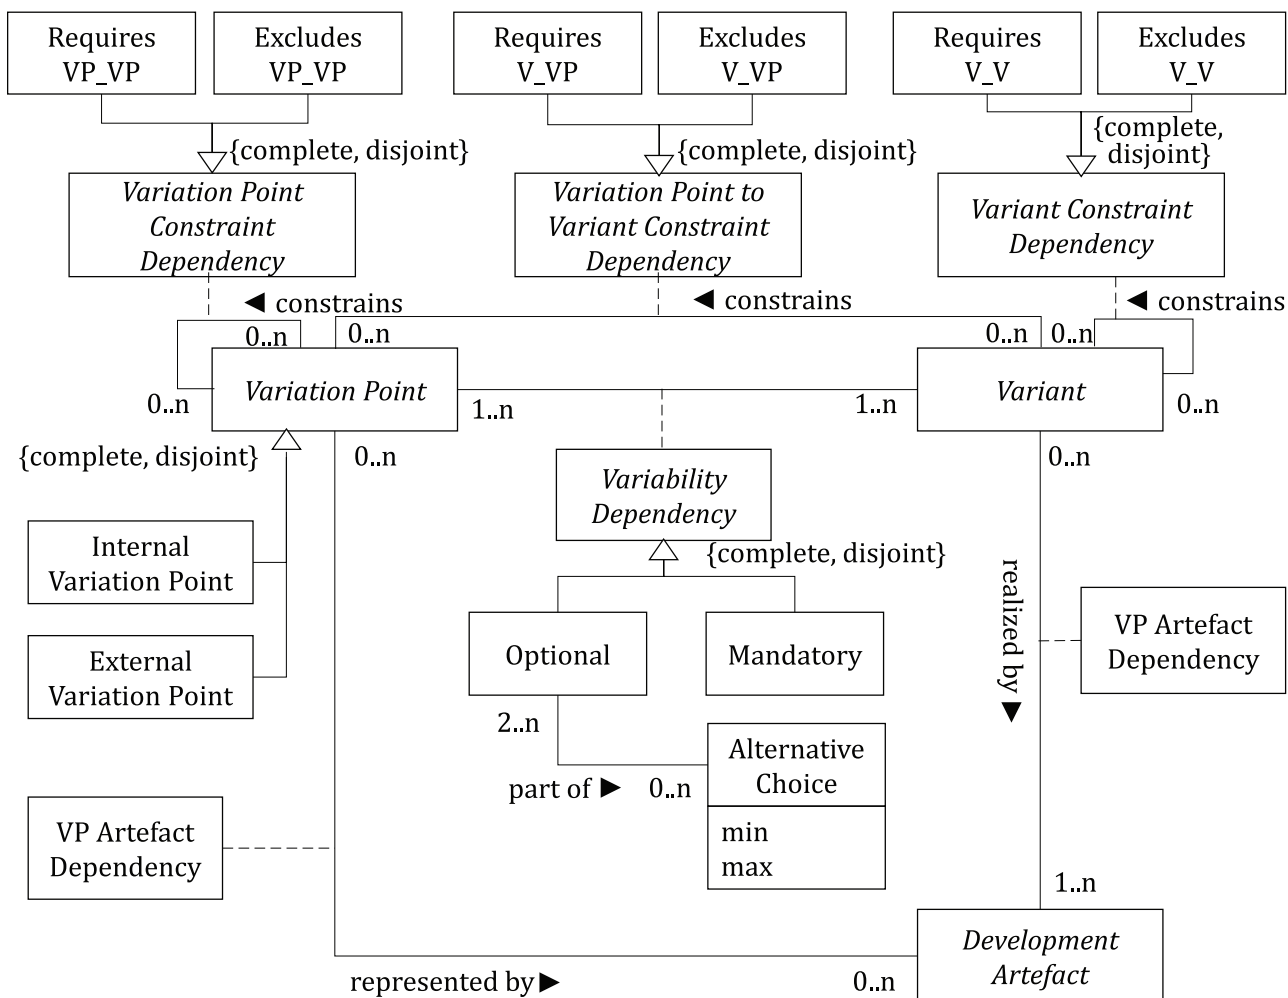 Requires
VP_VP
Excludes
VP_VP
Requires
V_VP
Excludes
V_VP
Requires
V_V
Excludes
V_V
{complete, disjoint}
{complete, disjoint}
{complete,
disjoint}
Variation Point
Constraint
Dependency
Variation Point to
Variant Constraint
Dependency
Variant Constraint
Dependency
◀ constrains
◀ constrains
◀ constrains
0..n
0..n
0..n
0..n
Variation Point
Variant
0..n
1..n
1..n
0..n
{complete, disjoint}
0..n
0..n
Variability
Dependency
Internal
Variation Point
{complete, disjoint}
External
Variation Point
Optional
Mandatory
realized by ▶
VP Artefact
Dependency
2..n
part of ▶
0..n
Alternative
Choice
min
max
VP Artefact
Dependency
1..n
represented by ▶
0..n
Development
Artefact